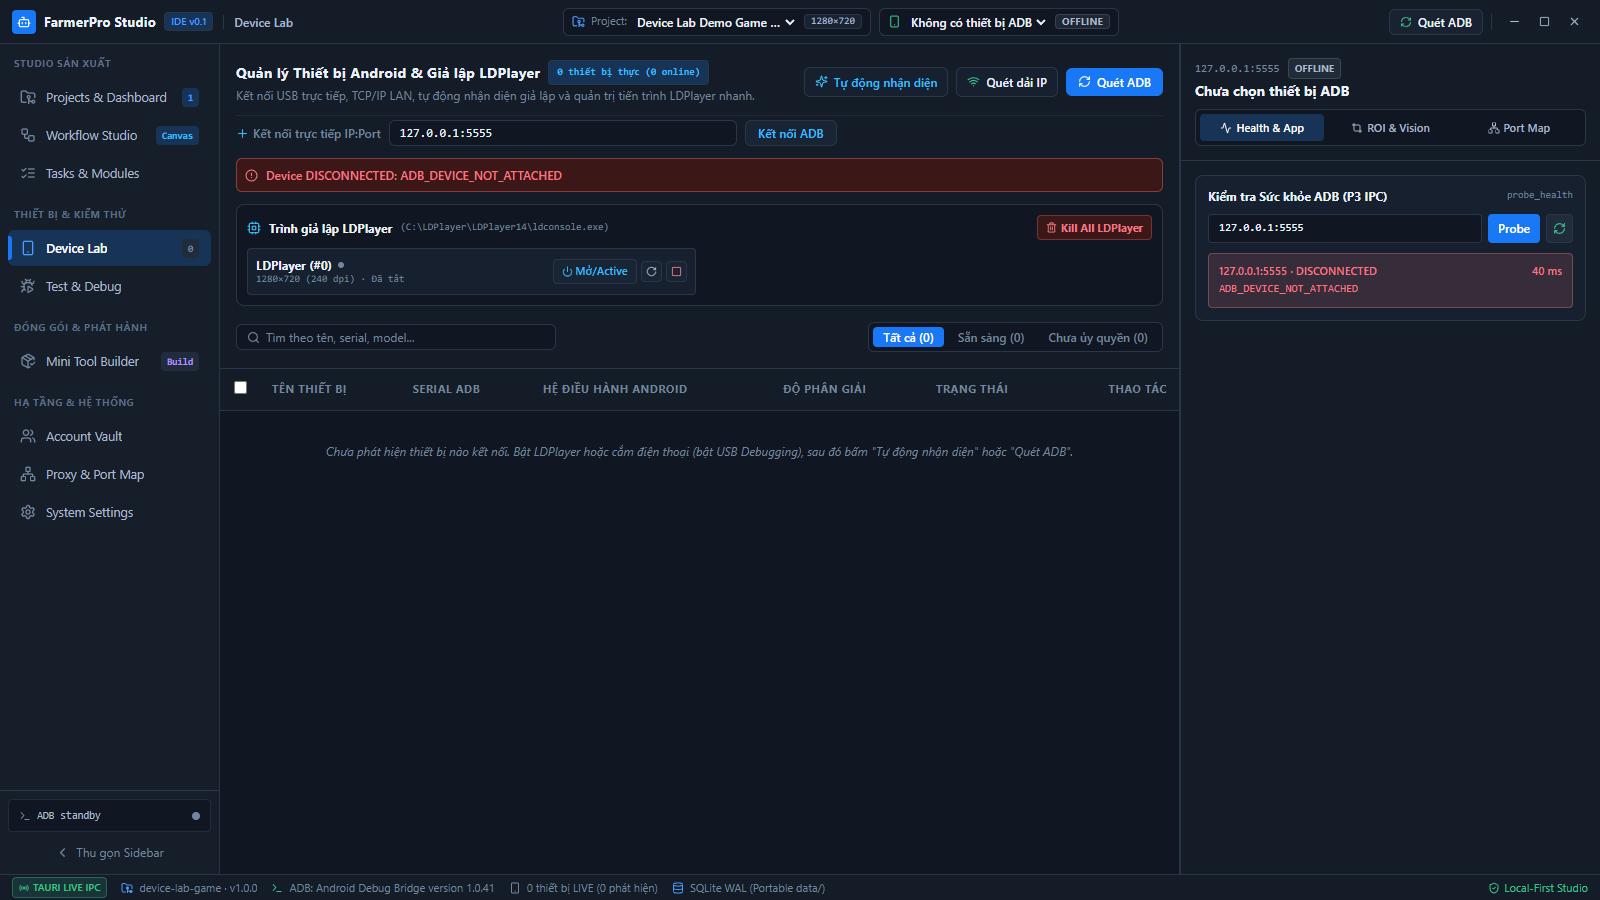 FarmerPro Studio IDE v0.1 Device Lab
Project: Device Lab Demo Game ... 1280×720
Không có thiết bị ADB OFFLINE
Quét ADB
STUDIO SẢN XUẤT
Projects & Dashboard 1
Workflow Studio Canvas
Tasks & Modules
THIẾT BỊ & KIỂM THỬ
Device Lab 0
Test & Debug
ĐÓNG GÓI & PHÁT HÀNH
Mini Tool Builder Build
HẠ TẦNG & HỆ THỐNG
Account Vault
Proxy & Port Map
System Settings
ADB standby
Thu gọn Sidebar
Quản lý Thiết bị Android & Giả lập LDPlayer 0 thiết bị thực (0 online)
Kết nối USB trực tiếp, TCP/IP LAN, tự động nhận diện giả lập và quản trị tiến trình LDPlayer nhanh.
Tự động nhận diện Quét dải IP Quét ADB
Kết nối trực tiếp IP:Port 127.0.0.1:5555 Kết nối ADB
Device DISCONNECTED: ADB_DEVICE_NOT_ATTACHED
Trình giả lập LDPlayer (C:\LDPlayer\LDPlayer14\ldconsole.exe) Kill All LDPlayer
LDPlayer (#0)
1280×720 (240 dpi) · Đã tắt
Mở/Active
Tìm theo tên, serial, model...
Tất cả (0) Sẵn sàng (0) Chưa ủy quyền (0)
TÊN THIẾT BỊ SERIAL ADB HỆ ĐIỀU HÀNH ANDROID ĐỘ PHÂN GIẢI TRẠNG THÁI THAO TÁC
Chưa phát hiện thiết bị nào kết nối. Bật LDPlayer hoặc cắm điện thoại (bật USB Debugging), sau đó bấm "Tự động nhận diện" hoặc "Quét ADB".
127.0.0.1:5555 OFFLINE
Chưa chọn thiết bị ADB
Health & App ROI & Vision Port Map
Kiểm tra Sức khỏe ADB (P3 IPC) probe_health
127.0.0.1:5555 Probe
127.0.0.1:5555 · DISCONNECTED 40 ms
ADB_DEVICE_NOT_ATTACHED
TAURI LIVE IPC device-lab-game · v1.0.0 ADB: Android Debug Bridge version 1.0.41 0 thiết bị LIVE (0 phát hiện) SQLite WAL (Portable data/) Local-First Studio